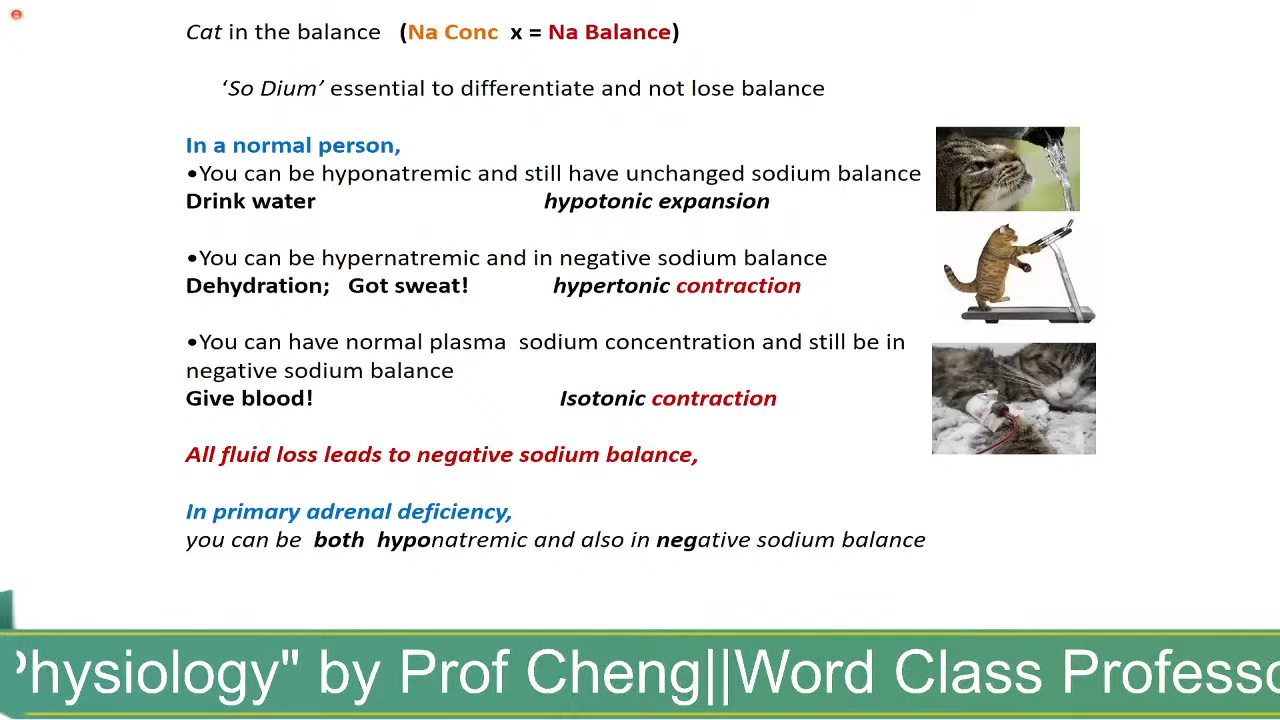 Cat in the balance (Na Conc x = Na Balance)
‘So Dium’ essential to differentiate and not lose balance
In a normal person,
•You can be hyponatremic and still have unchanged sodium balance
Drink water hypotonic expansion
•You can be hypernatremic and in negative sodium balance
Dehydration; Got sweat! hypertonic contraction
•You can have normal plasma sodium concentration and still be in
negative sodium balance
Give blood! Isotonic contraction
All fluid loss leads to negative sodium balance,
In primary adrenal deficiency,
you can be both hyponatremic and also in negative sodium balance
Physiology" by Prof Cheng||Word Class Professo